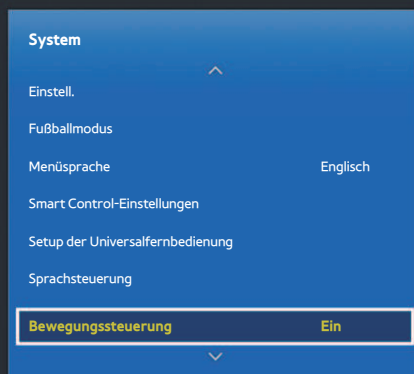 System
Einstell.
Fußballmodus
Menüsprache Englisch
Smart Control-Einstellungen
Setup der Universalfernbedienung
Sprachsteuerung
Bewegungssteuerung Ein